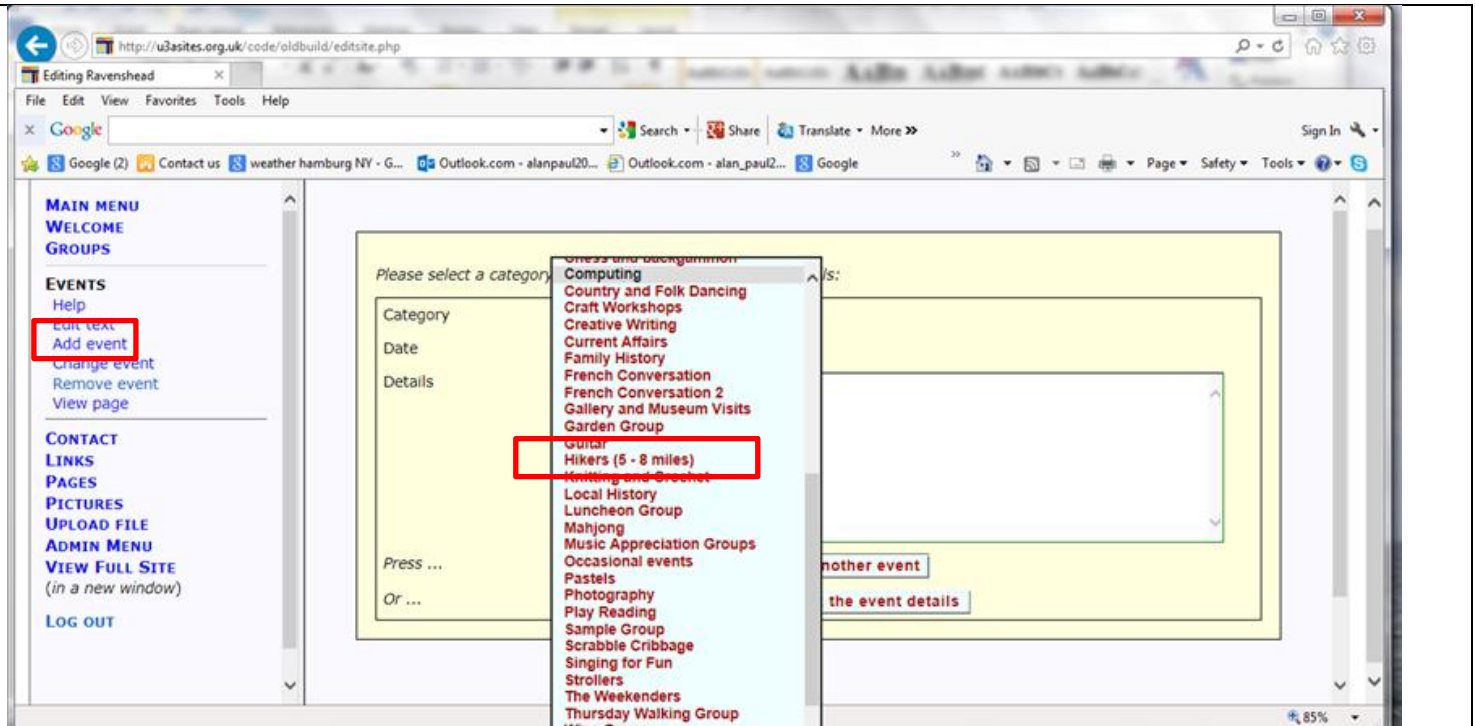 http://u3asites.org.uk/code/oldbuild/editsite.php
Editing Ravenshead
File Edit View Favorites Tools Help
x Google Search Share Translate More » Sign In
Google (2) Contact us weather hamburg NY - G... Outlook.com - alanpaul20... Outlook.com - alan_paul2... Google » Page Safety Tools
MAIN MENU
WELCOME
GROUPS
EVENTS
Help
Edit text
Add event
Change event
Remove event
View page
CONTACT
LINKS
PAGES
PICTURES
UPLOAD FILE
ADMIN MENU
VIEW FULL SITE
(in a new window)
LOG OUT
Please select a category ls:
Category
Date
Details
Press ... nother event
Or ... the event details
Chess and Backgammon
Computing
Country and Folk Dancing
Craft Workshops
Creative Writing
Current Affairs
Family History
French Conversation
French Conversation 2
Gallery and Museum Visits
Garden Group
Guitar
Hikers (5 - 8 miles)
Knitting and Crochet
Local History
Luncheon Group
Mahjong
Music Appreciation Groups
Occasional events
Pastels
Photography
Play Reading
Sample Group
Scrabble Cribbage
Singing for Fun
Strollers
The Weekenders
Thursday Walking Group
85%